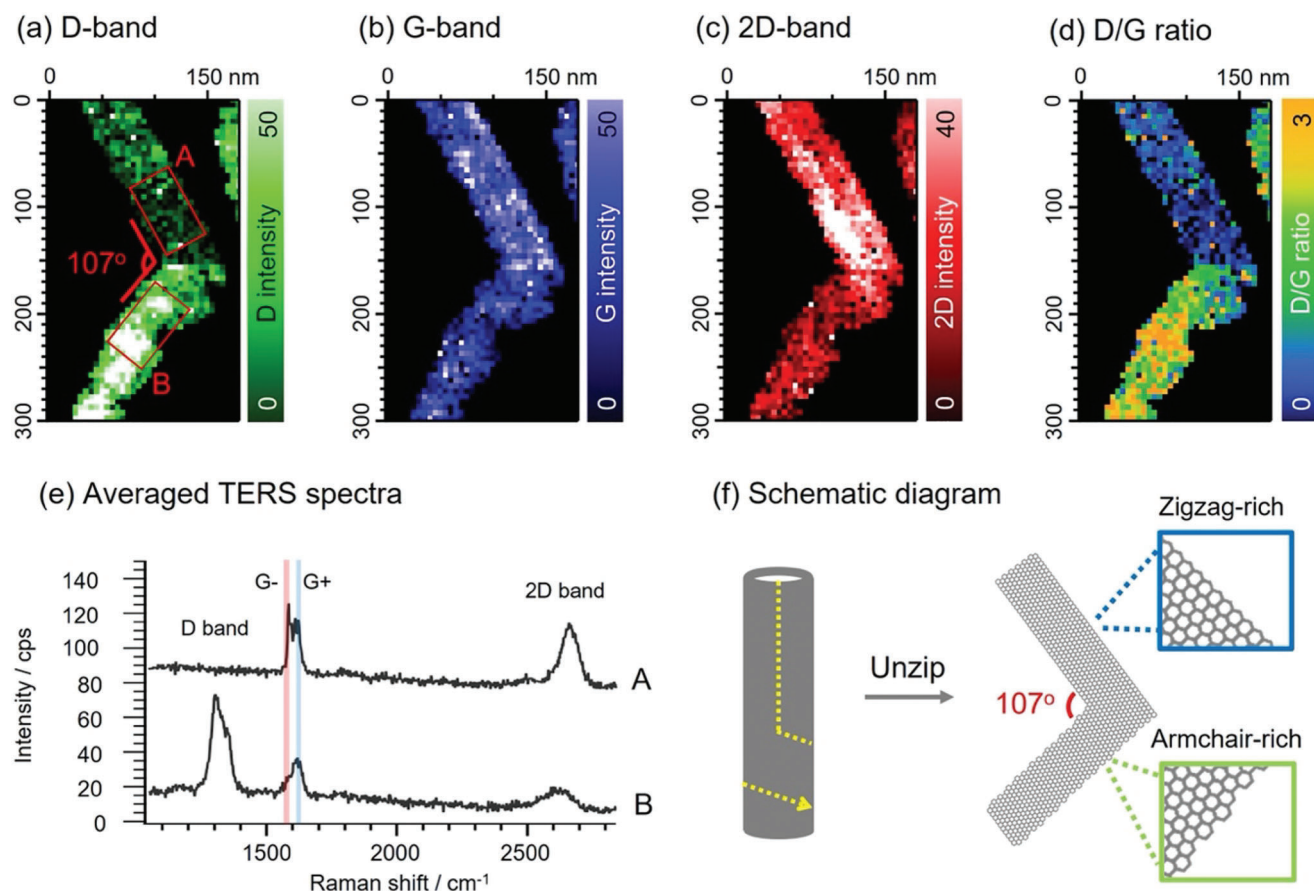 (a) D-band
(b) G-band
(c) 2D-band
(d) D/G ratio
0 150 nm
0 150 nm
0 150 nm
0 150 nm
0
100
200
300
A
107º
B
0 D intensity 50
0
100
200
300
0 G intensity 50
0
100
200
300
0 2D intensity 40
0
100
200
300
0 D/G ratio 3
(e) Averaged TERS spectra
Intensity / cps
140
120
100
80
60
40
20
0
D band
G-
G+
2D band
A
B
1500 2000 2500
Raman shift / cm-1
(f) Schematic diagram
Unzip
107º
Zigzag-rich
Armchair-rich